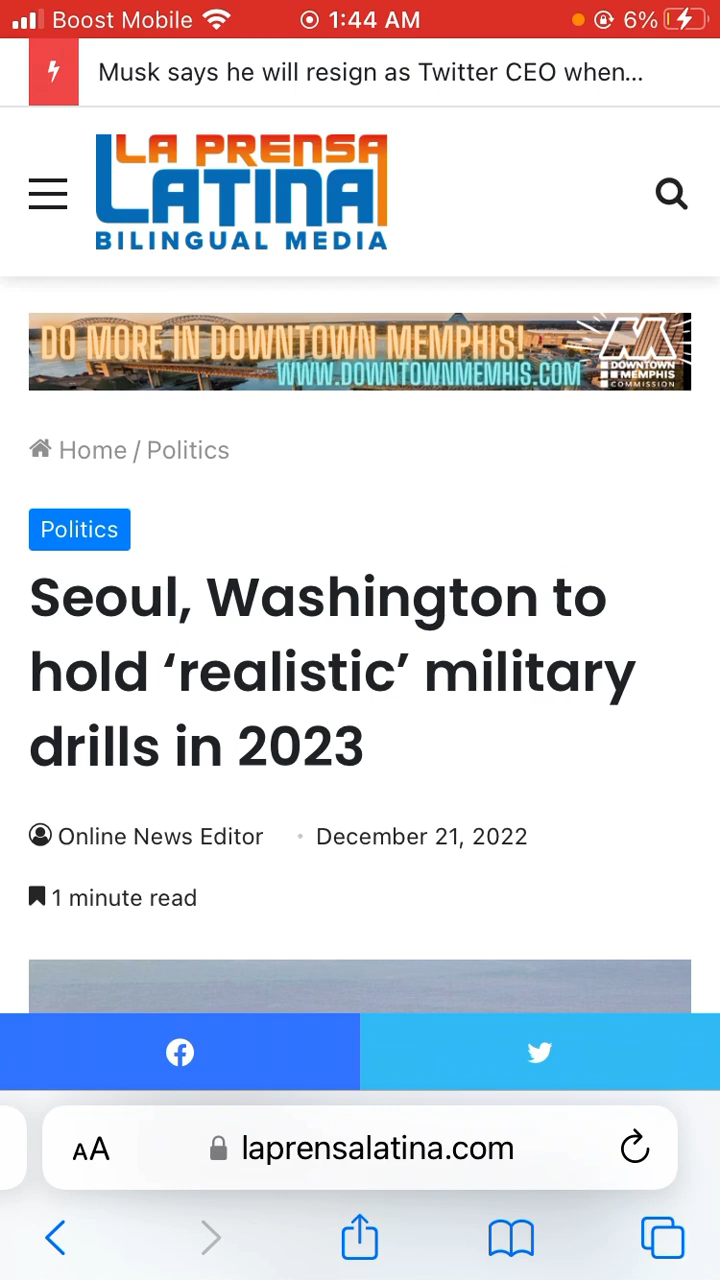 Boost Mobile 1:44 AM 6%
Musk says he will resign as Twitter CEO when...
LA PRENSA
LATINA
BILINGUAL MEDIA
DO MORE IN DOWNTOWN MEMPHIS!
WWW.DOWNTOWNMEMHIS.COM
DOWNTOWN
MEMPHIS
COMMISSION
Home / Politics
Politics
Seoul, Washington to
hold ‘realistic’ military
drills in 2023
Online News Editor • December 21, 2022
1 minute read
AA laprensalatina.com